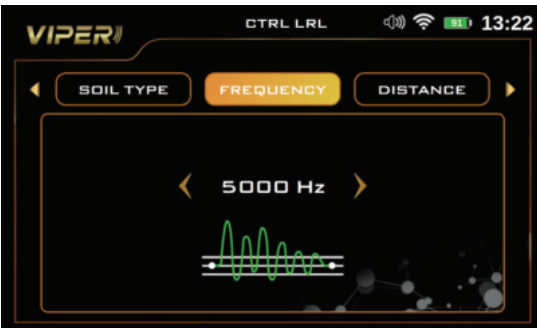 VIPER
CTRL LRL
91
13:22
SOIL TYPE
FREQUENCY
DISTANCE
5000 Hz